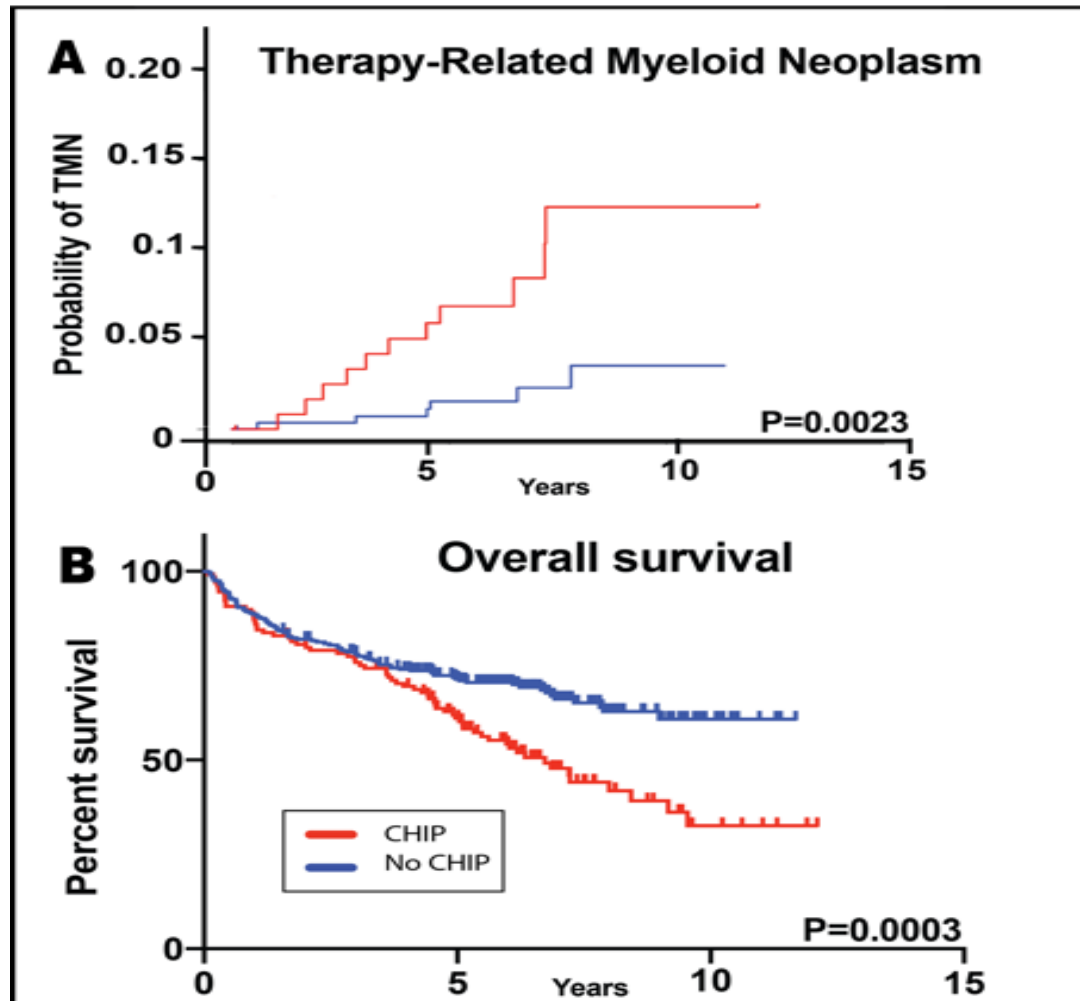 A
Therapy-Related Myeloid Neoplasm
Probability of TMN
0.20
0.15
0.1
0.05
0
P=0.0023
0 5 10 15
Years
B
Overall survival
Percent survival
100
50
0
CHIP
No CHIP
P=0.0003
0 5 10 15
Years